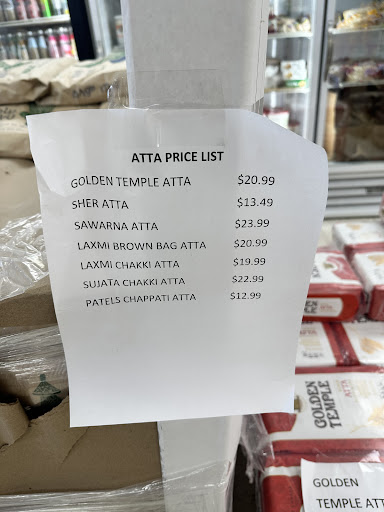 ATTA PRICE LIST
GOLDEN TEMPLE ATTA $20.99
SHER ATTA $13.49
SAWARNA ATTA $23.99
LAXMI BROWN BAG ATTA $20.99
LAXMI CHAKKI ATTA $19.99
SUJATA CHAKKI ATTA $22.99
PATELS CHAPPATI ATTA $12.99
GOLDEN
TEMPLE
ATTA
GOLDEN
TEMPLE ATT